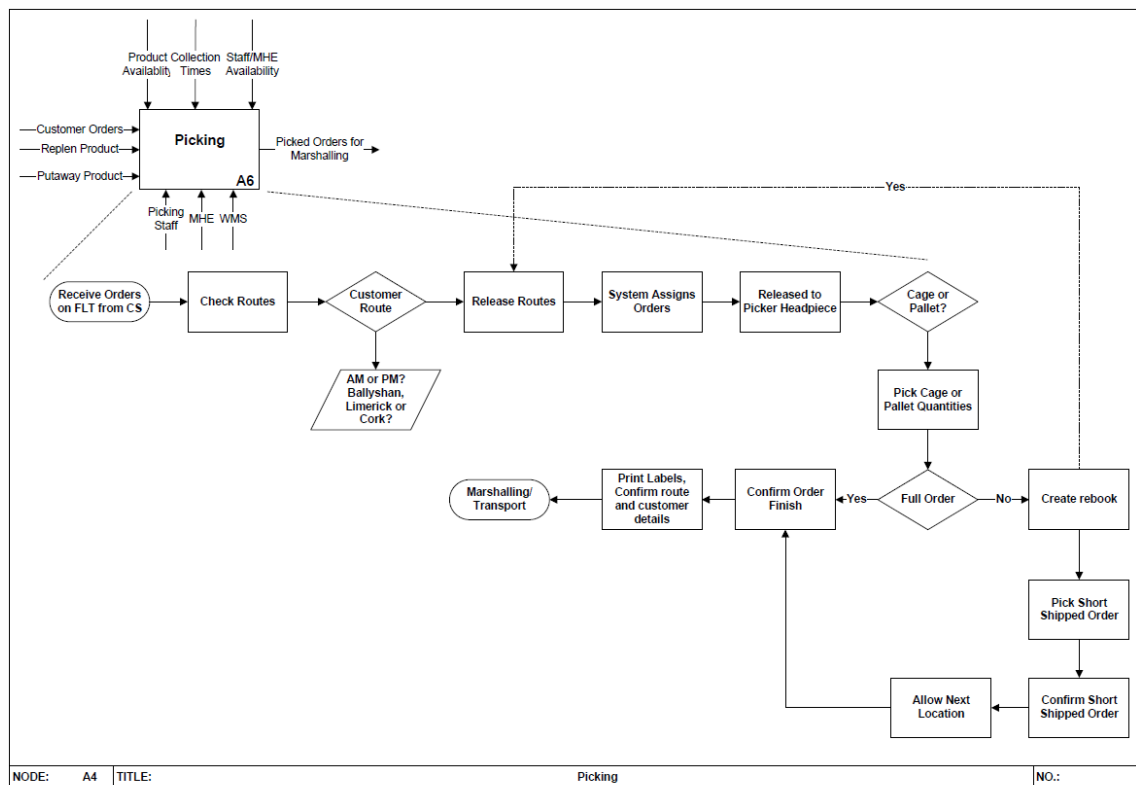 Product
Availablity
Collection
Times
Staff/MHE
Availability
Customer Orders
Replen Product
Putaway Product
Picking
A6
Picked Orders for
Marshalling
Picking
Staff
MHE
WMS
Yes
Receive Orders
on FLT from CS
Check Routes
Customer
Route
Release Routes
System Assigns
Orders
Released to
Picker Headpiece
Cage or
Pallet?
AM or PM?
Ballyshan,
Limerick or
Cork?
Pick Cage or
Pallet Quantities
Marshalling/
Transport
Print Labels,
Confirm route
and customer
details
Confirm Order
Finish
Yes
Full Order
No
Create rebook
Pick Short
Shipped Order
Allow Next
Location
Confirm Short
Shipped Order
NODE: A4 TITLE: Picking NO.: